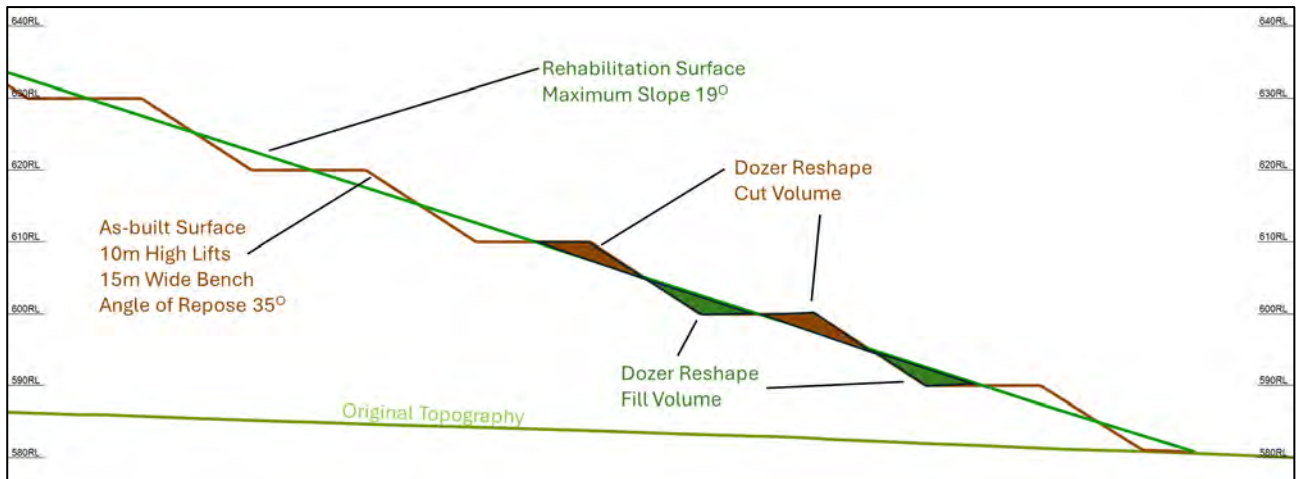 640RL
640RL
Rehabilitation Surface
Maximum Slope 19⁰
630RL
630RL
620RL
620RL
Dozer Reshape
Cut Volume
As-built Surface
10m High Lifts
15m Wide Bench
Angle of Repose 35⁰
610RL
610RL
600RL
600RL
Dozer Reshape
Fill Volume
590RL
590RL
Original Topography
580RL
580RL